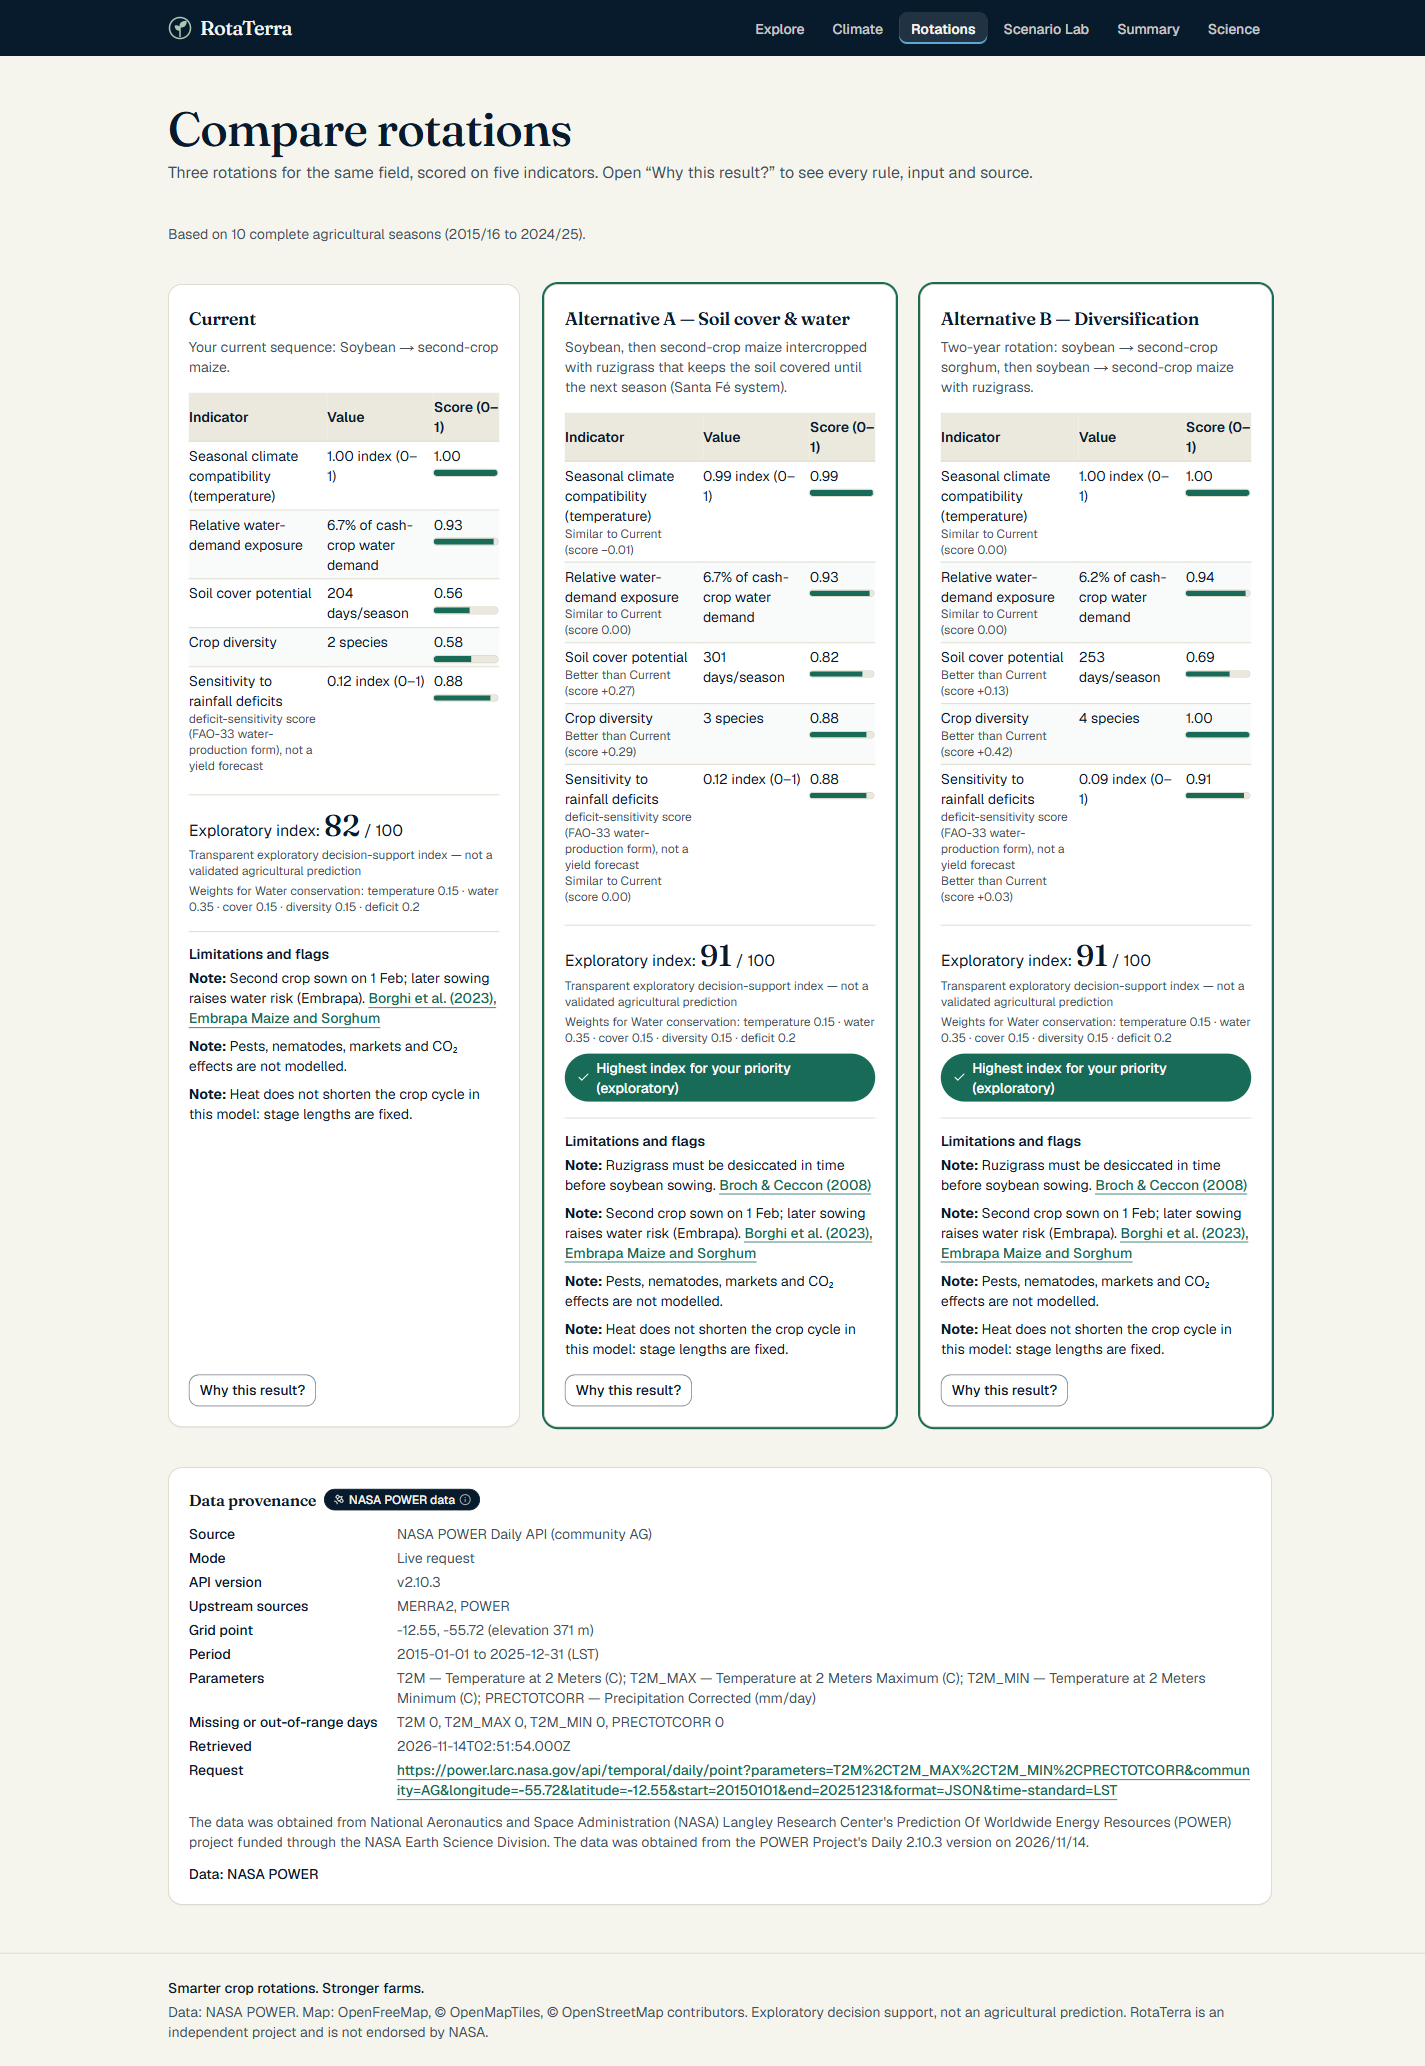 RotaTerra
Explore
Climate
Rotations
Scenario Lab
Summary
Science
Compare rotations
Three rotations for the same field, scored on five indicators. Open “Why this result?” to see every rule, input and source.
Based on 10 complete agricultural seasons (2015/16 to 2024/25).
Current
Your current sequence: Soybean → second-crop
maize.
Indicator
Value
Score (0–
1)
Seasonal climate
compatibility
(temperature)
1.00 index (0–
1)
1.00
Relative water-
demand exposure
6.7% of cash-
crop water
demand
0.93
Soil cover potential
204
days/season
0.56
Crop diversity
2 species
0.58
Sensitivity to
rainfall deficits
deficit-sensitivity score
(FAO-33 water-
production form), not a
yield forecast
0.12 index (0–1)
0.88
Exploratory index: 82 / 100
Transparent exploratory decision-support index — not a
validated agricultural prediction
Weights for Water conservation: temperature 0.15 · water
0.35 · cover 0.15 · diversity 0.15 · deficit 0.2
Limitations and flags
Note: Second crop sown on 1 Feb; later sowing
raises water risk (Embrapa). Borghi et al. (2023),
Embrapa Maize and Sorghum
Note: Pests, nematodes, markets and CO₂
effects are not modelled.
Note: Heat does not shorten the crop cycle in
this model: stage lengths are fixed.
Why this result?
Alternative A — Soil cover & water
Soybean, then second-crop maize intercropped
with ruzigrass that keeps the soil covered until
the next season (Santa Fé system).
Indicator
Value
Score (0–
1)
Seasonal climate
compatibility
(temperature)
Similar to Current
(score −0.01)
0.99 index (0–
1)
0.99
Relative water-
demand exposure
Similar to Current
(score 0.00)
6.7% of cash-
crop water
demand
0.93
Soil cover potential
Better than Current
(score +0.27)
301
days/season
0.82
Crop diversity
Better than Current
(score +0.29)
3 species
0.88
Sensitivity to
rainfall deficits
deficit-sensitivity score
(FAO-33 water-
production form), not a
yield forecast
Similar to Current
(score 0.00)
0.12 index (0–1)
0.88
Exploratory index: 91 / 100
Transparent exploratory decision-support index — not a
validated agricultural prediction
Weights for Water conservation: temperature 0.15 · water
0.35 · cover 0.15 · diversity 0.15 · deficit 0.2
Highest index for your priority
(exploratory)
Limitations and flags
Note: Ruzigrass must be desiccated in time
before soybean sowing. Broch & Ceccon (2008)
Note: Second crop sown on 1 Feb; later sowing
raises water risk (Embrapa). Borghi et al. (2023),
Embrapa Maize and Sorghum
Note: Pests, nematodes, markets and CO₂
effects are not modelled.
Note: Heat does not shorten the crop cycle in
this model: stage lengths are fixed.
Why this result?
Alternative B — Diversification
Two-year rotation: soybean → second-crop
sorghum, then soybean → second-crop maize
with ruzigrass.
Indicator
Value
Score (0–
1)
Seasonal climate
compatibility
(temperature)
Similar to Current
(score 0.00)
1.00 index (0–
1)
1.00
Relative water-
demand exposure
Similar to Current
(score 0.00)
6.2% of cash-
crop water
demand
0.94
Soil cover potential
Better than Current
(score +0.13)
253
days/season
0.69
Crop diversity
Better than Current
(score +0.42)
4 species
1.00
Sensitivity to
rainfall deficits
deficit-sensitivity score
(FAO-33 water-
production form), not a
yield forecast
Better than Current
(score +0.03)
0.09 index (0–
1)
0.91
Exploratory index: 91 / 100
Transparent exploratory decision-support index — not a
validated agricultural prediction
Weights for Water conservation: temperature 0.15 · water
0.35 · cover 0.15 · diversity 0.15 · deficit 0.2
Highest index for your priority
(exploratory)
Limitations and flags
Note: Ruzigrass must be desiccated in time
before soybean sowing. Broch & Ceccon (2008)
Note: Second crop sown on 1 Feb; later sowing
raises water risk (Embrapa). Borghi et al. (2023),
Embrapa Maize and Sorghum
Note: Pests, nematodes, markets and CO₂
effects are not modelled.
Note: Heat does not shorten the crop cycle in
this model: stage lengths are fixed.
Why this result?
Data provenance
NASA POWER data
Source
NASA POWER Daily API (community AG)
Mode
Live request
API version
v2.10.3
Upstream sources
MERRA2, POWER
Grid point
-12.55, -55.72 (elevation 371 m)
Period
2015-01-01 to 2025-12-31 (LST)
Parameters
T2M — Temperature at 2 Meters (C); T2M_MAX — Temperature at 2 Meters Maximum (C); T2M_MIN — Temperature at 2 Meters
Minimum (C); PRECTOTCORR — Precipitation Corrected (mm/day)
Missing or out-of-range days
T2M 0, T2M_MAX 0, T2M_MIN 0, PRECTOTCORR 0
Retrieved
2026-11-14T02:51:54.000Z
Request
https://power.larc.nasa.gov/api/temporal/daily/point?parameters=T2M%2CT2M_MAX%2CT2M_MIN%2CPRECTOTCORR&commun
ity=AG&longitude=-55.72&latitude=-12.55&start=20150101&end=20251231&format=JSON&time-standard=LST
The data was obtained from National Aeronautics and Space Administration (NASA) Langley Research Center's Prediction Of Worldwide Energy Resources (POWER)
project funded through the NASA Earth Science Division. The data was obtained from the POWER Project's Daily 2.10.3 version on 2026/11/14.
Data: NASA POWER
Smarter crop rotations. Stronger farms.
Data: NASA POWER. Map: OpenFreeMap, © OpenMapTiles, © OpenStreetMap contributors. Exploratory decision support, not an agricultural prediction. RotaTerra is an
independent project and is not endorsed by NASA.